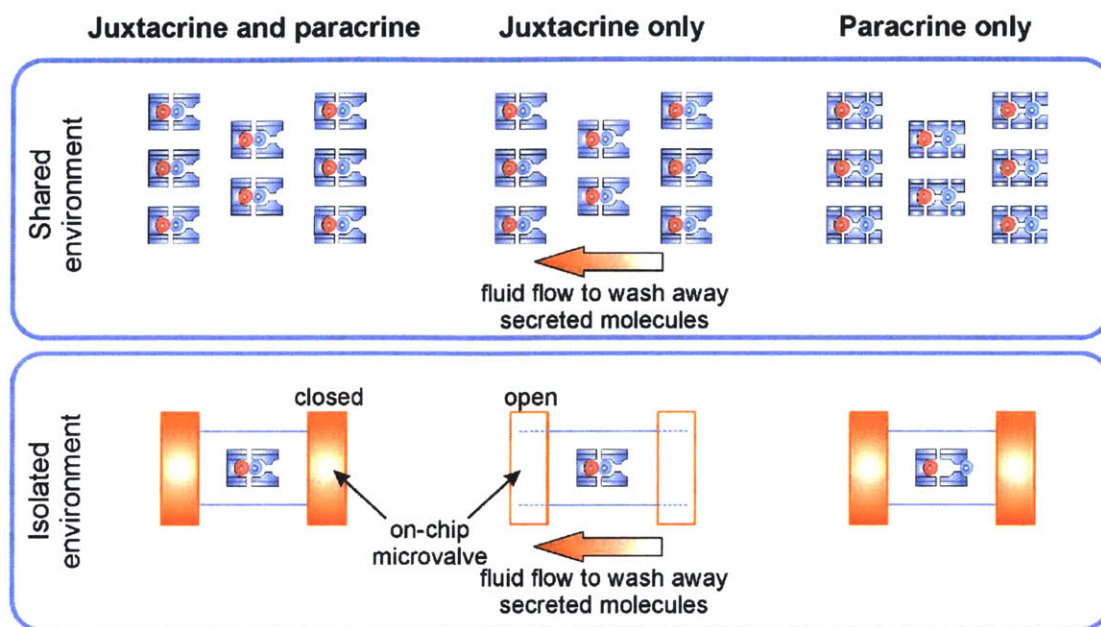 Juxtacrine and paracrine
Juxtacrine only
Paracrine only
Shared
environment
fluid flow to wash away
secreted molecules
Isolated
environment
closed
open
on-chip
microvalve
fluid flow to wash away
secreted molecules